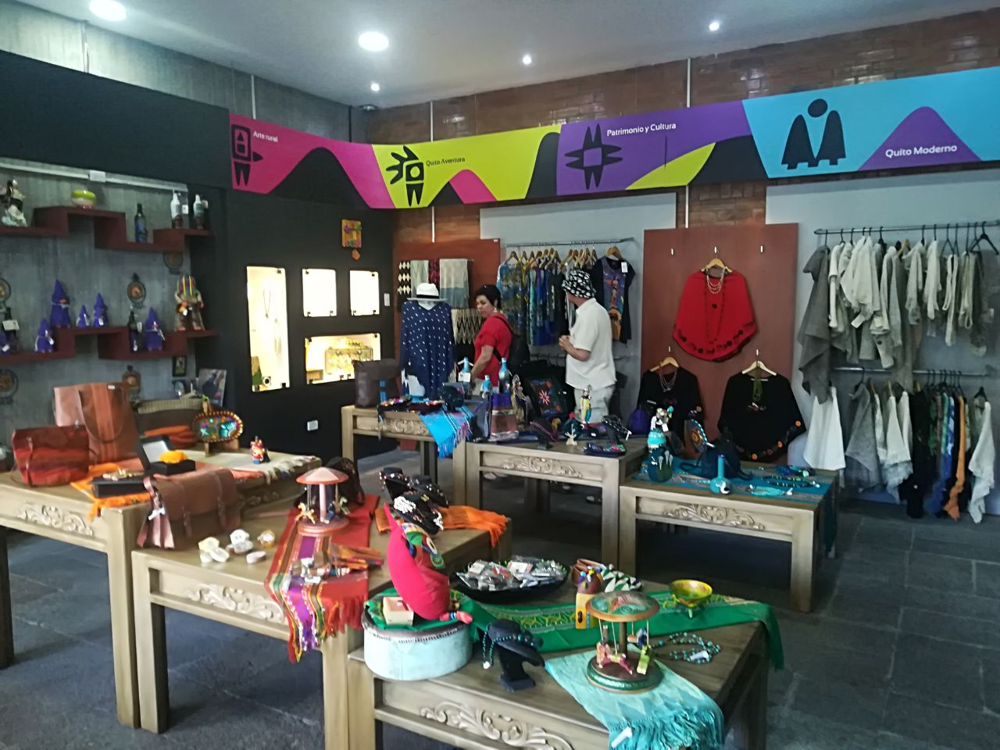 Arte rural
Quito Aventura
Patrimonio y Cultura
Quito Moderno